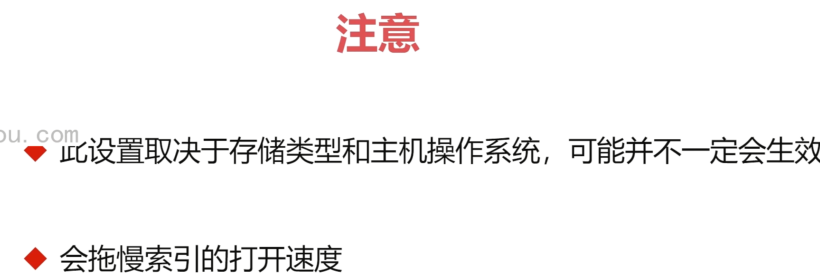 注意
ou.com
此设置取决于存储类型和主机操作系统，可能并不一定会生效
会拖慢索引的打开速度